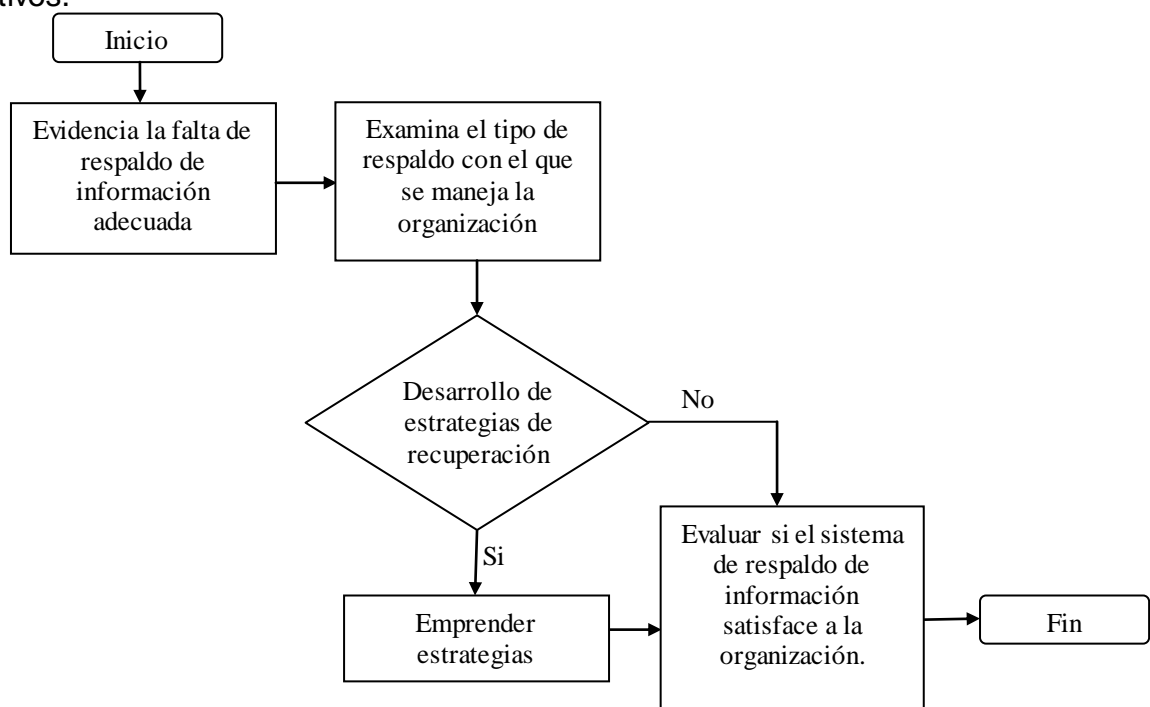 Inicio
Evidencia la falta de
respaldo de
información
adecuada
Examina el tipo de
respaldo con el que
se maneja la
organización
Desarrollo de
estrategias de
recuperación
No
Si
Emprender
estrategias
Evaluar si el sistema
de respaldo de
información
satisface a la
organización.
Fin